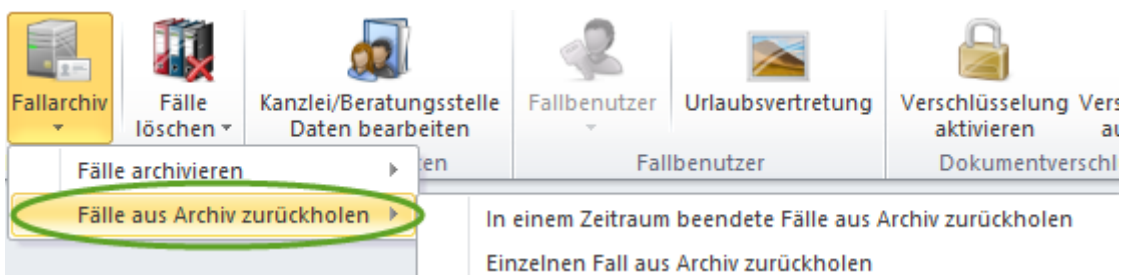 Fallarchiv
Fälle
löschen
Kanzlei/Beratungsstelle
Daten bearbeiten
Fallbenutzer
Urlaubsvertretung
Verschlüsselung
aktivieren
Fallbenutzer
Fälle archivieren
Fälle aus Archiv zurückholen
In einem Zeitraum beendete Fälle aus Archiv zurückholen
Einzelnen Fall aus Archiv zurückholen